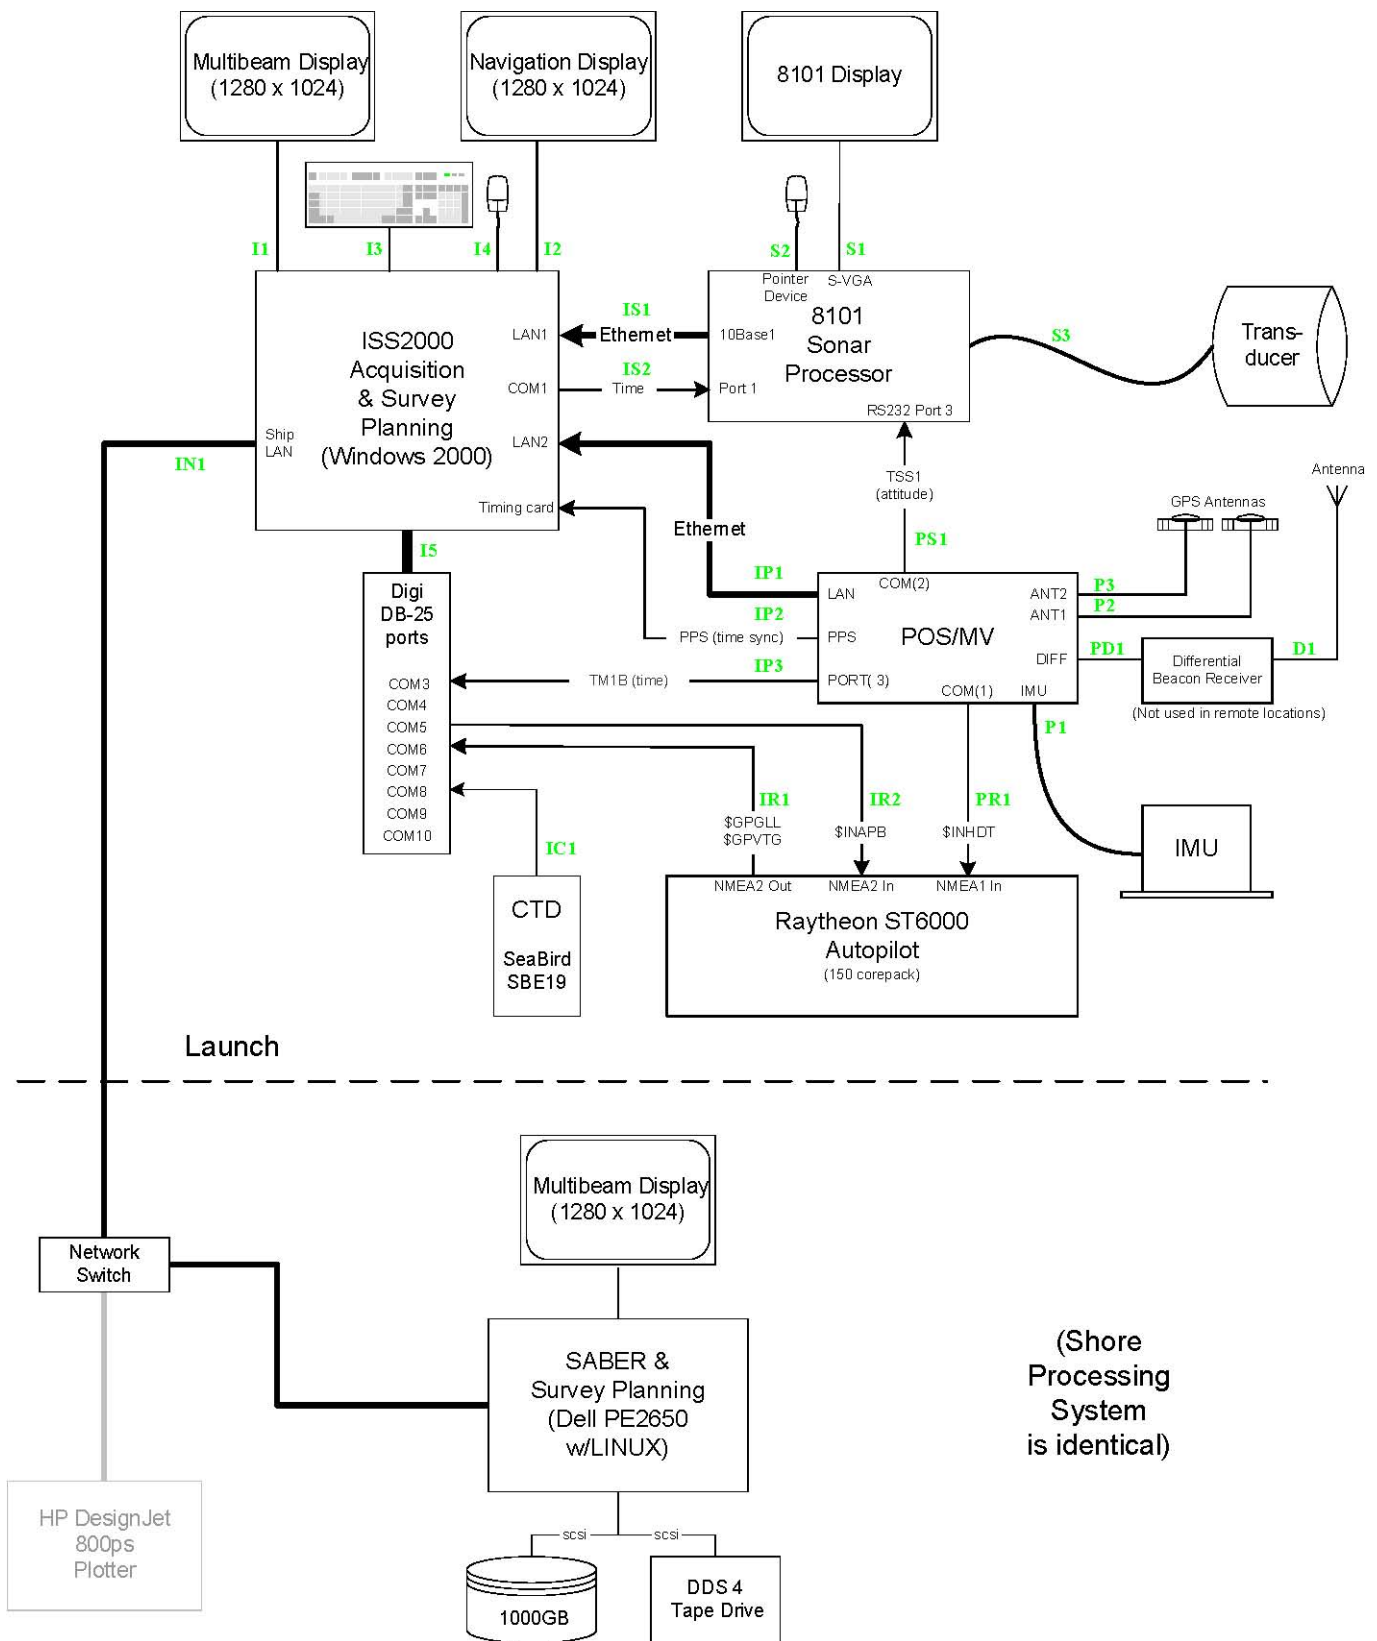 Multibeam Display
(1280 x 1024)
Navigation Display
(1280 x 1024)
8101 Display
I1
I3
I4
I2
S2
S1
Pointer
Device
S-VGA
ISS2000
Acquisition
& Survey
Planning
(Windows 2000)
LAN1
COM1
LAN2
Timing card
Ship
LAN
IS1
Ethernet
IS2
Time
10Base1
Port 1
8101
Sonar
Processor
RS232 Port 3
S3
Trans-
ducer
IN1
TSS1
(attitude)
PS1
Antenna
GPS Antennas
Ethernet
I5
IP1
IP2
PPS (time sync)
IP3
TM1B (time)
COM(2)
LAN
PPS
PORT( 3)
POS/MV
ANT2
ANT1
DIFF
COM(1)
IMU
P3
P2
PD1
D1
Differential
Beacon Receiver
(Not used in remote locations)
P1
Digi
DB-25
ports
COM3
COM4
COM5
COM6
COM7
COM8
COM9
COM10
IR1
$GPGLL
$GPVTG
IR2
$INAPB
PR1
$INHDT
IMU
IC1
CTD
SeaBird
SBE19
NMEA2 Out
NMEA2 In
NMEA1 In
Raytheon ST6000
Autopilot
(150 corepack)
Launch
Multibeam Display
(1280 x 1024)
Network
Switch
SABER &
Survey Planning
(Dell PE2650
w/LINUX)
(Shore
Processing
System
is identical)
HP DesignJet
800ps
Plotter
scsi
scsi
1000GB
DDS 4
Tape Drive